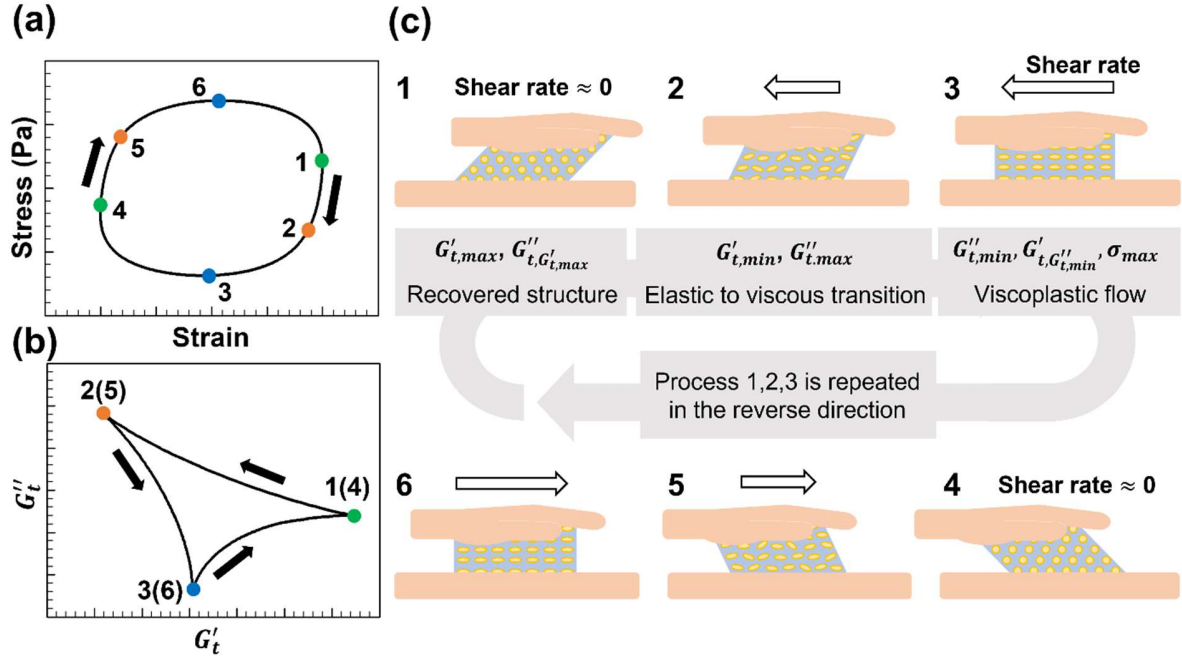 (a)
Stress (Pa)
6
5
1
4
2
3
Strain
(b)
2(5)
1(4)
3(6)
G''t
G't
(c)
1 Shear rate ≈ 0
2
3 Shear rate
G't,max, G''t,G't,max
Recovered structure
G't,min, G''t.max
Elastic to viscous transition
G''t,min, G't,G''t,min, σmax
Viscoplastic flow
Process 1,2,3 is repeated
in the reverse direction
6
5
4 Shear rate ≈ 0